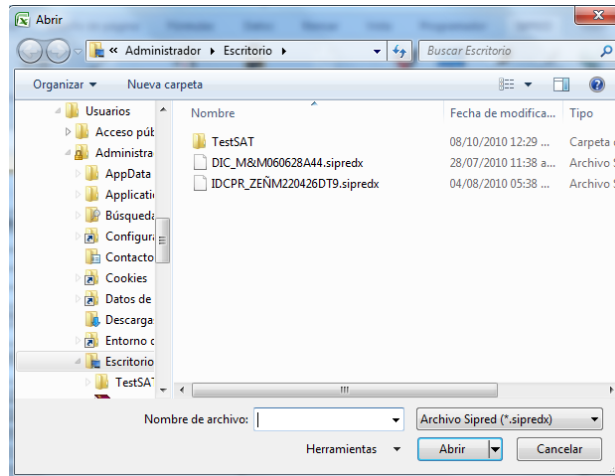 Abrir
« Administrador ▸ Escritorio ▸
Buscar Escritorio
Organizar
Nueva carpeta
Nombre
Fecha de modifica...
Tipo
Usuarios
Acceso púb
Administra
AppData
Applicati
Búsqueda
Configura
Contacto
Cookies
Datos de
Descarga
Entorno c
Escritorio
TestSAT
TestSAT
08/10/2010 12:29 ...
Carpeta
DIC_M&M060628A44.sipredx
28/07/2010 11:38 a...
Archivo S
IDCPR_ZEÑM220426DT9.sipredx
04/08/2010 05:38 ...
Archivo S
Nombre de archivo:
Archivo Sipred (*.sipredx)
Herramientas
Abrir
Cancelar